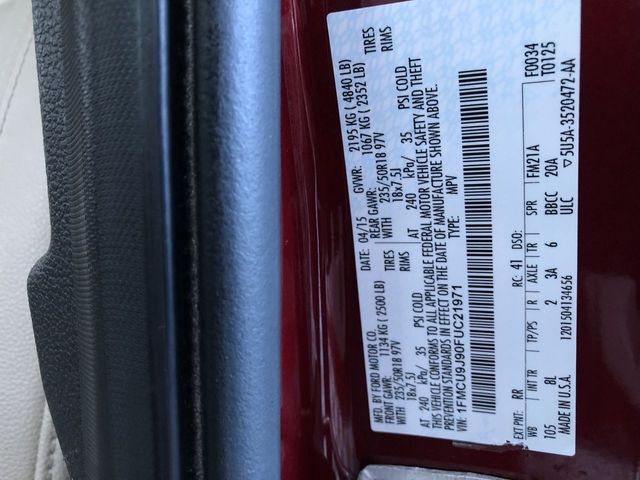 MFD. BY FORD MOTOR CO.
DATE: 04/15 GVWR: 2195 KG ( 4840 LB)
FRONT GAWR: 1134 KG ( 2500 LB) REAR GAWR: 1067 KG ( 2352 LB)
WITH 235/50R18 97V TIRES WITH 235/50R18 97V TIRES
18x7.5J RIMS 18x7.5J RIMS
AT 240 kPa/ 35 PSI COLD AT 240 kPa/ 35 PSI COLD
THIS VEHICLE CONFORMS TO ALL APPLICABLE FEDERAL MOTOR VEHICLE SAFETY AND THEFT
PREVENTION STANDARDS IN EFFECT ON THE DATE OF MANUFACTURE SHOWN ABOVE.
VIN: 1FMCU9J90FUC21971 TYPE: MPV
F0034
T0125
EXT PNT: RR RC: 41 DSO: FM21A
WB INT TR TP/PS R AXLE TR SPR 20A
105 BL 2 3A 6 BBCC
MADE IN U.S.A. 1201504134656 ULC 5U5A-3520472-AA